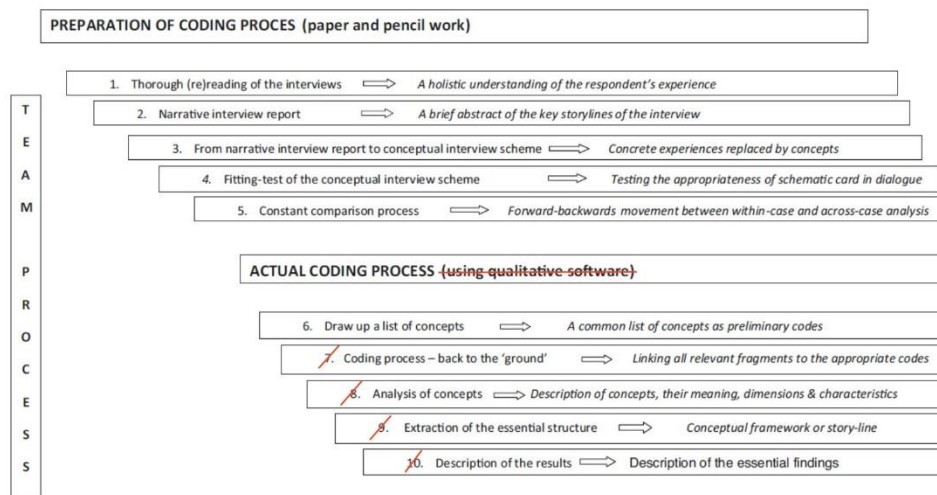 PREPARATION OF CODING PROCES (paper and pencil work)
1. Thorough (re)reading of the interviews ⇨ A holistic understanding of the respondent's experience
2. Narrative interview report ⇨ A brief abstract of the key storylines of the interview
3. From narrative interview report to conceptual interview scheme ⇨ Concrete experiences replaced by concepts
4. Fitting-test of the conceptual interview scheme ⇨ Testing the appropriateness of schematic card in dialogue
5. Constant comparison process ⇨ Forward-backwards movement between within-case and across-case analysis
ACTUAL CODING PROCESS (using qualitative software)
6. Draw up a list of concepts ⇨ A common list of concepts as preliminary codes
7. Coding process – back to the 'ground' ⇨ Linking all relevant fragments to the appropriate codes
8. Analysis of concepts ⇨ Description of concepts, their meaning, dimensions & characteristics
9. Extraction of the essential structure ⇨ Conceptual framework or story-line
10. Description of the results ⇨ Description of the essential findings
TEAM PROCESS